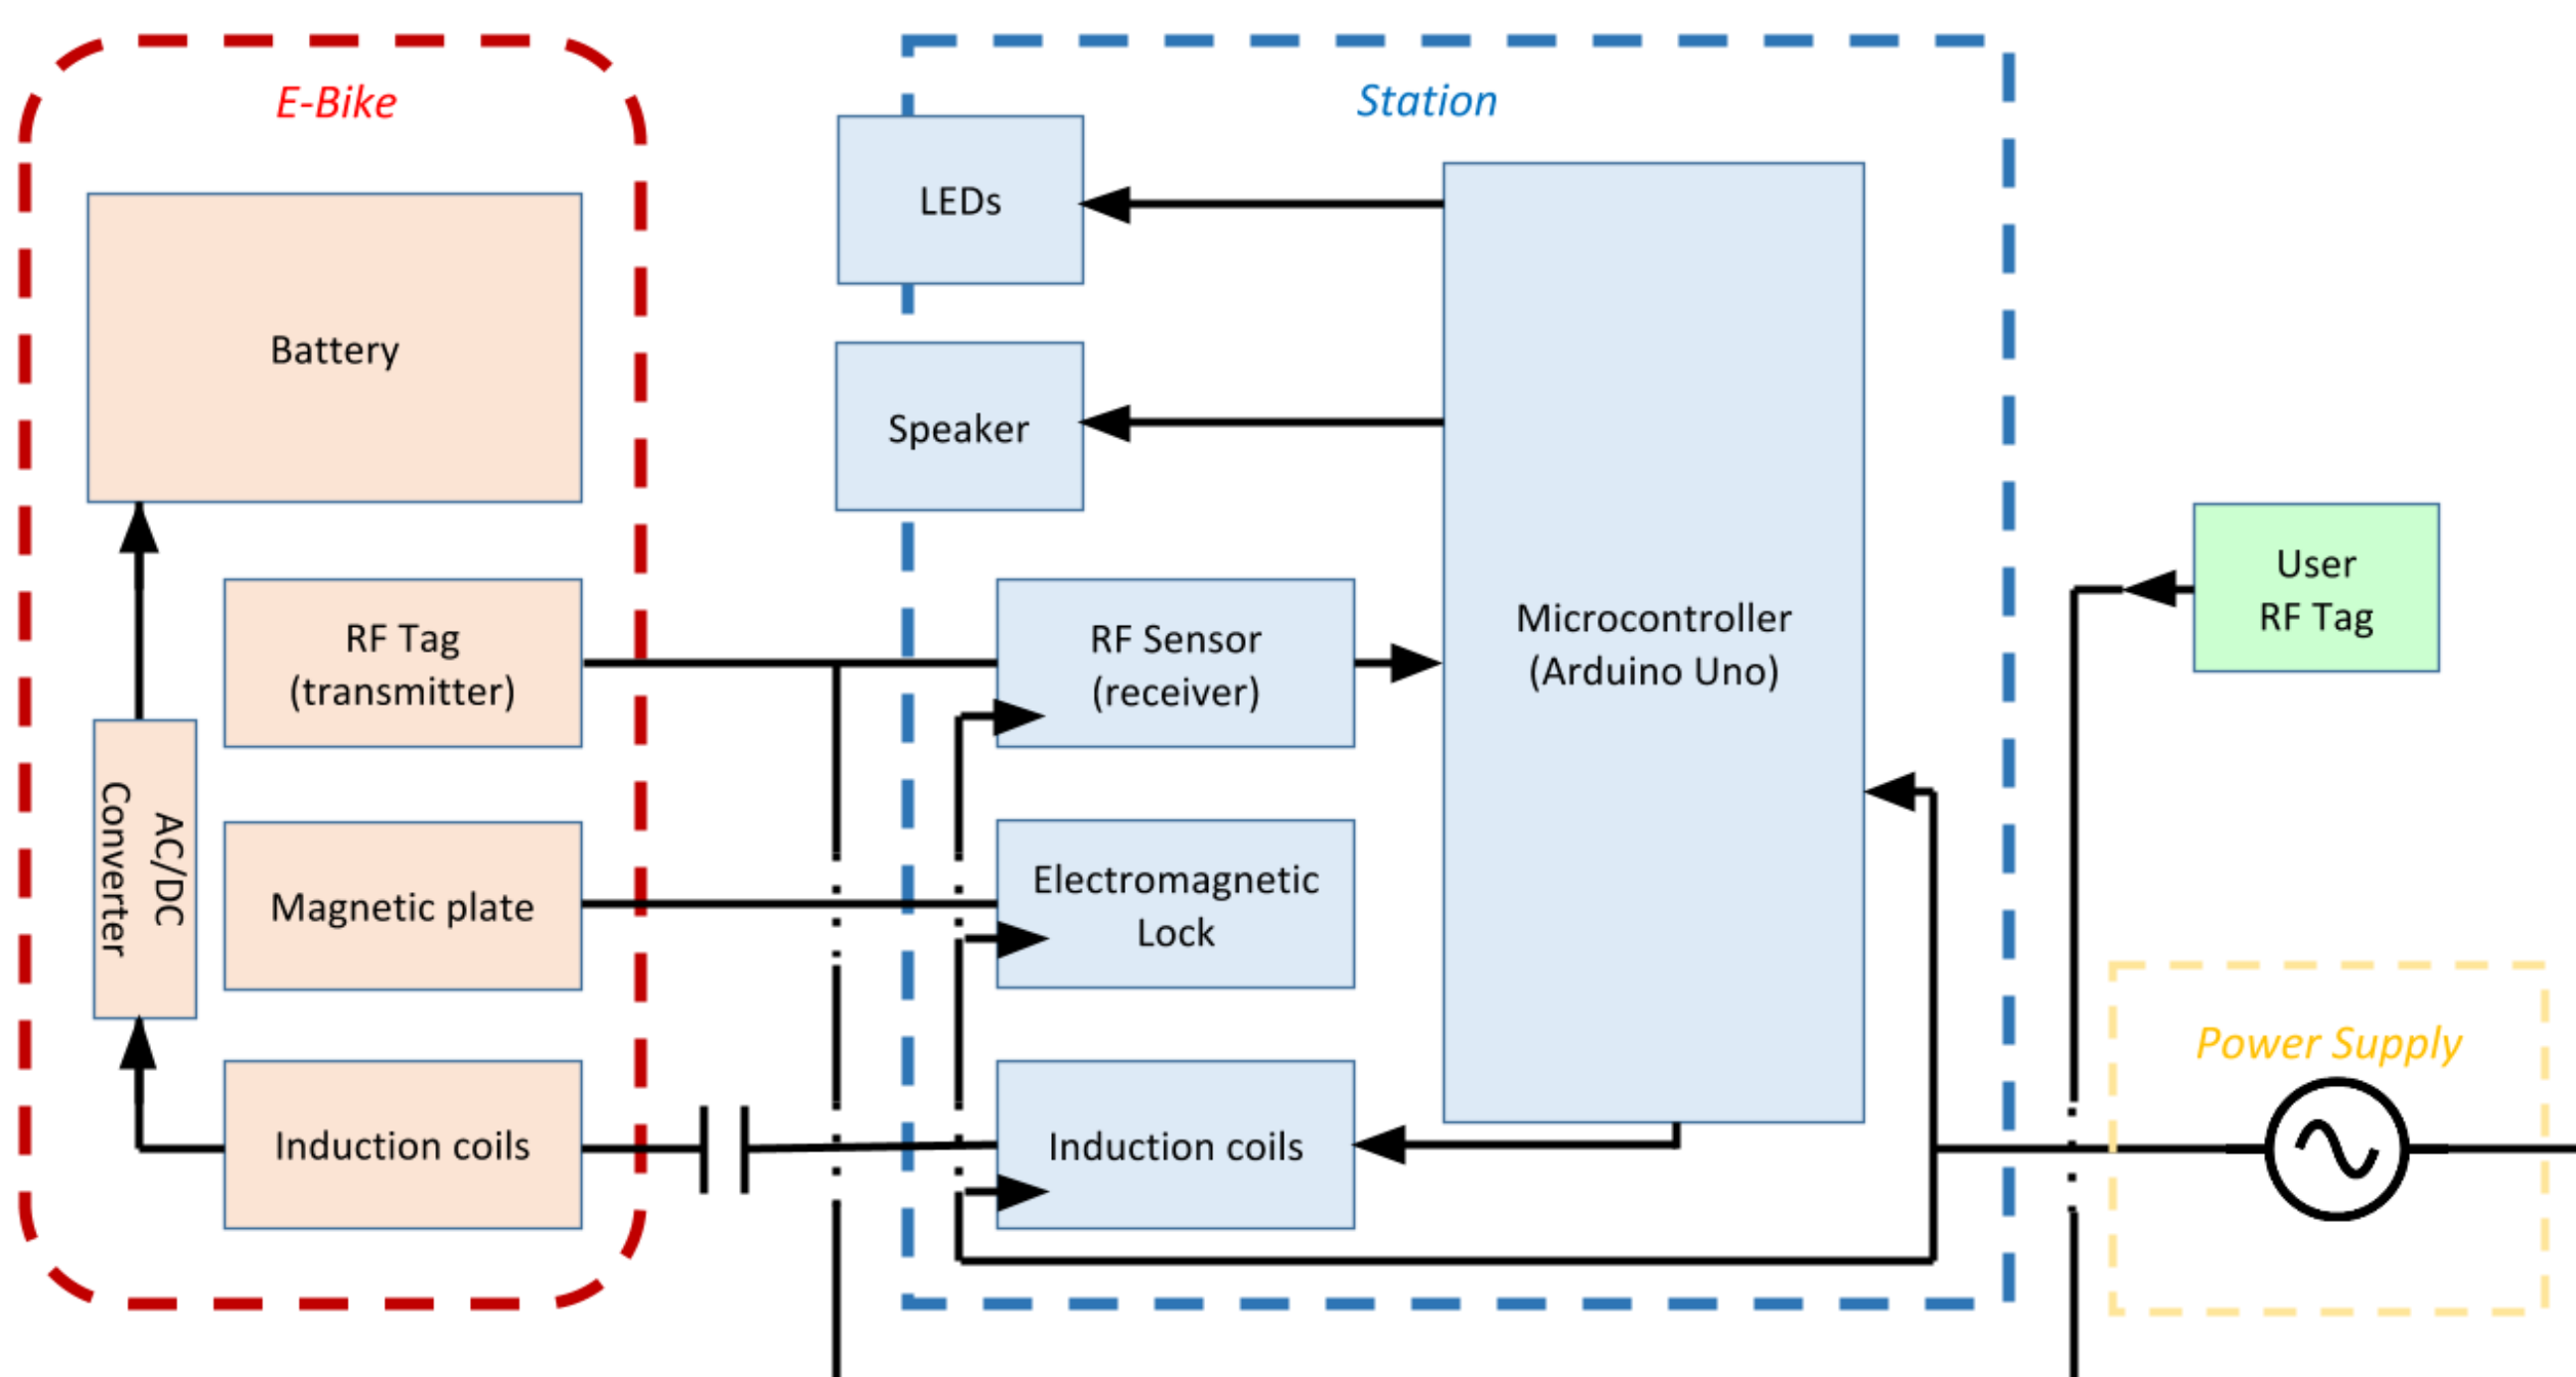 E-Bike
Battery
RF Tag
(transmitter)
AC/DC
Converter
Magnetic plate
Induction coils
Station
LEDs
Speaker
RF Sensor
(receiver)
Electromagnetic
Lock
Induction coils
Microcontroller
(Arduino Uno)
User
RF Tag
Power Supply